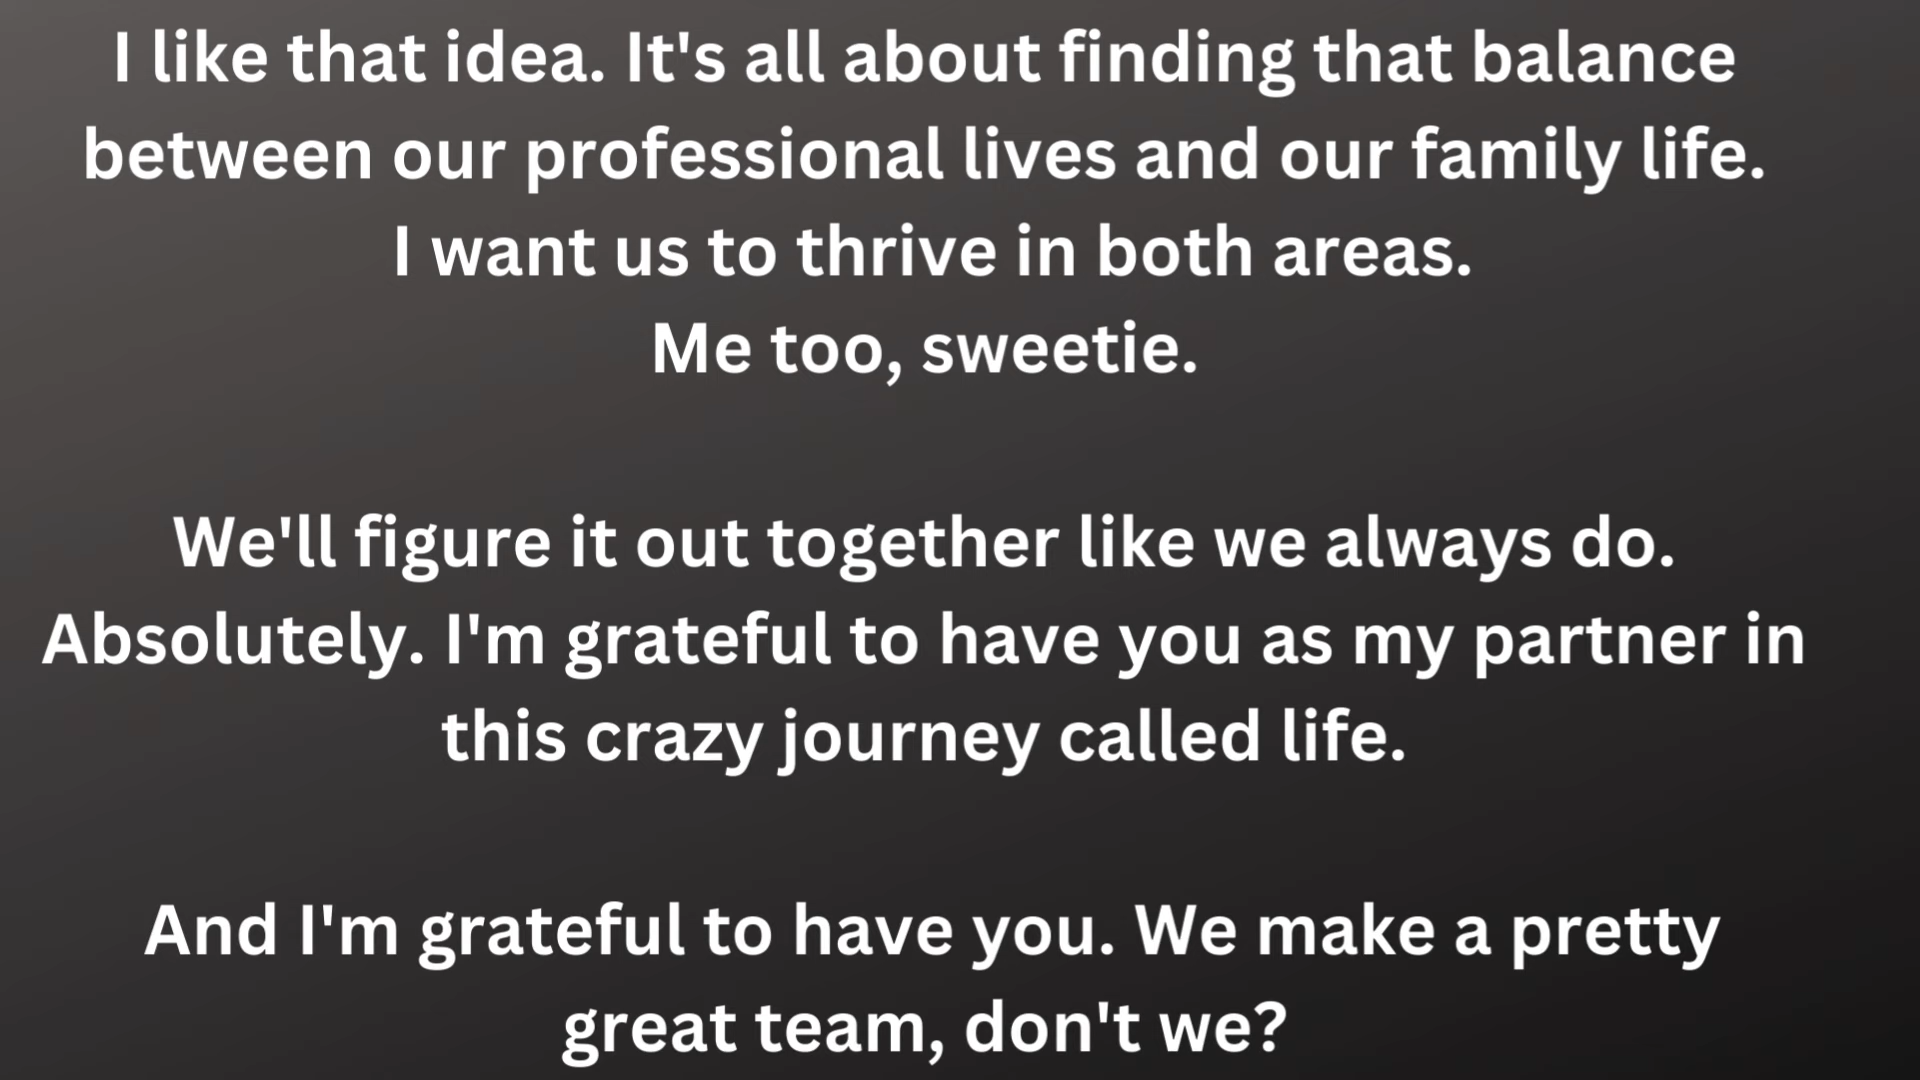 I like that idea. It's all about finding that balance
between our professional lives and our family life.
I want us to thrive in both areas.
Me too, sweetie.
We'll figure it out together like we always do.
Absolutely. I'm grateful to have you as my partner in
this crazy journey called life.
And I'm grateful to have you. We make a pretty
great team, don't we?